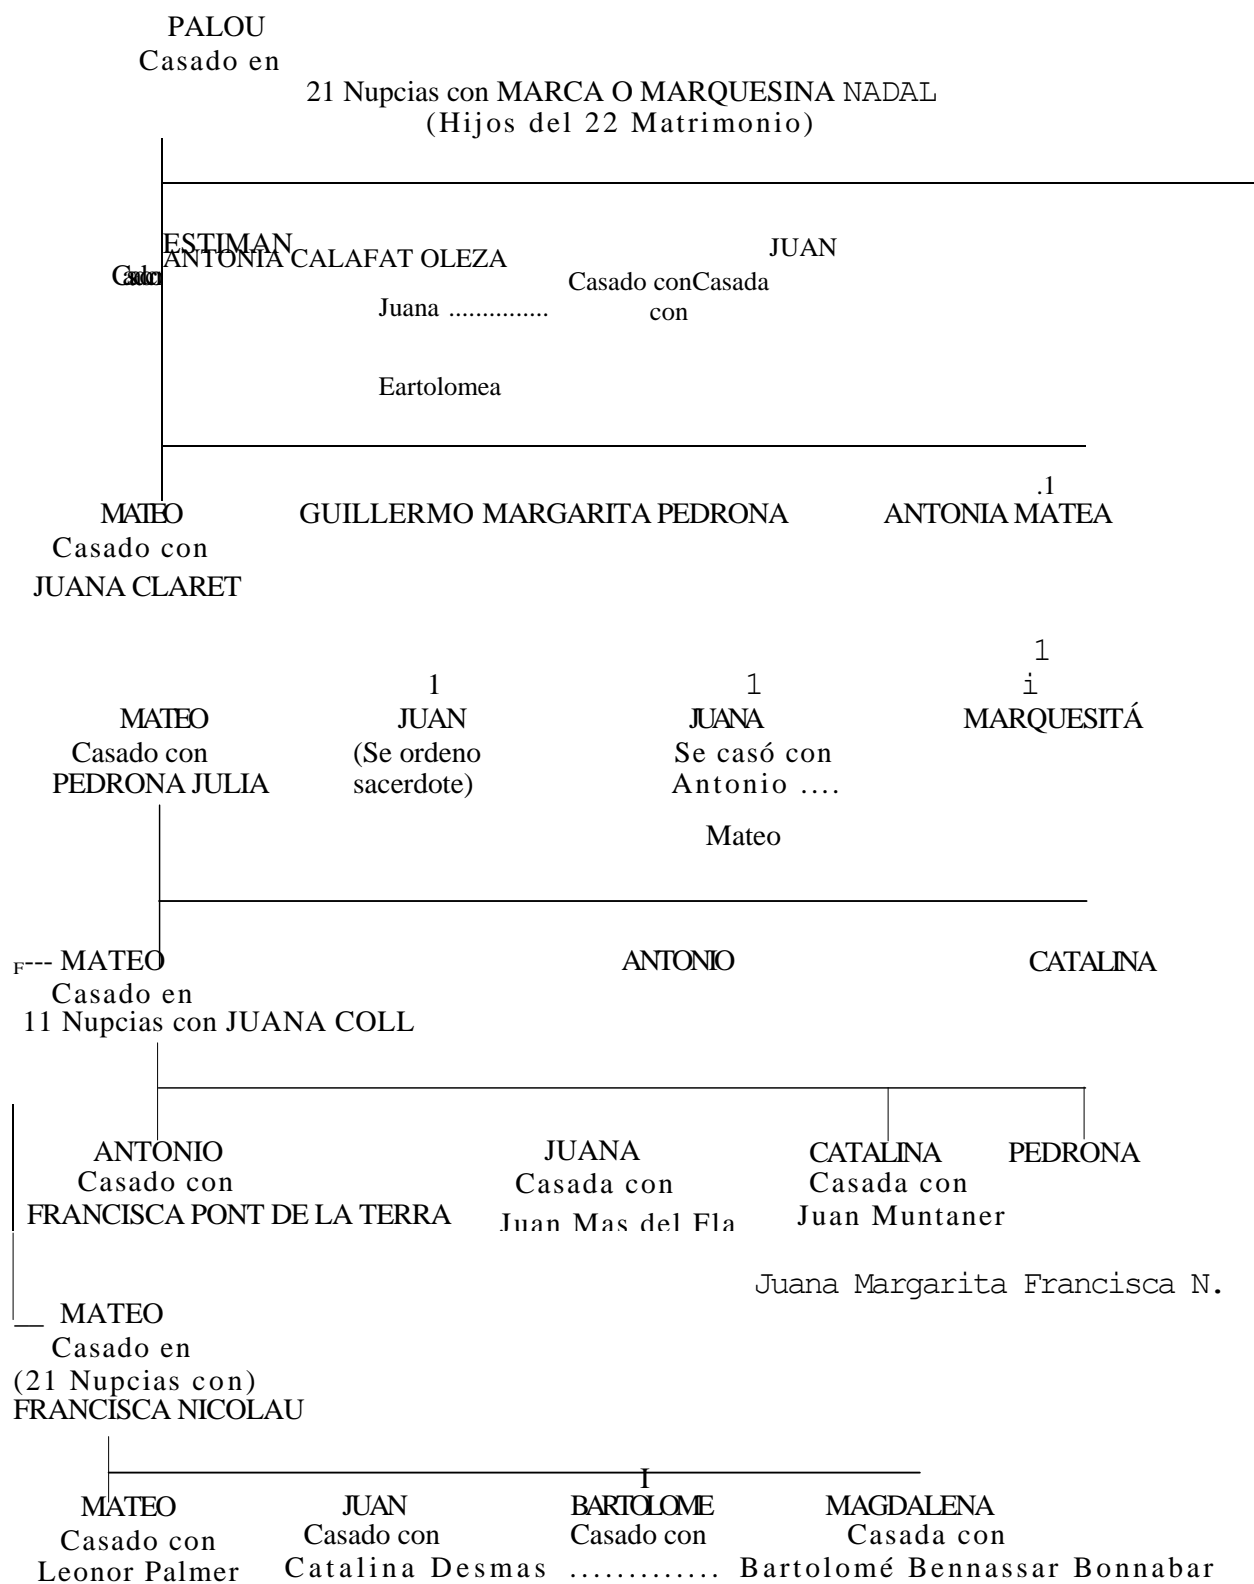 PALOU
Casado en
21 Nupcias con MARCA O MARQUESINA NADAL
(Hijos del 22 Matrimonio)
ESTIMAN
ANTONIA CALAFAT OLEZA
JUAN
Casado conCasada
con
Juana ...............
Eartolomea
.1
MATEO GUILLERMO MARGARITA PEDRONA ANTONIA MATEA
Casado con
JUANA CLARET
1
1 1 i
MATEO JUAN JUANA MARQUESITÁ
Casado con (Se ordeno Se casó con
PEDRONA JULIA sacerdote) Antonio ....
Mateo
F--- MATEO ANTONIO CATALINA
Casado en
11 Nupcias con JUANA COLL
ANTONIO JUANA CATALINA PEDRONA
Casado con Casada con Casada con
FRANCISCA PONT DE LA TERRA Juan Mas del Fla Juan Muntaner
Juana Margarita Francisca N.
__ MATEO
Casado en
(21 Nupcias con)
FRANCISCA NICOLAU
I
MATEO JUAN BARTOLOME MAGDALENA
Casado con Casado con Casado con Casada con
Leonor Palmer Catalina Desmas ............. Bartolomé Bennassar Bonnabar